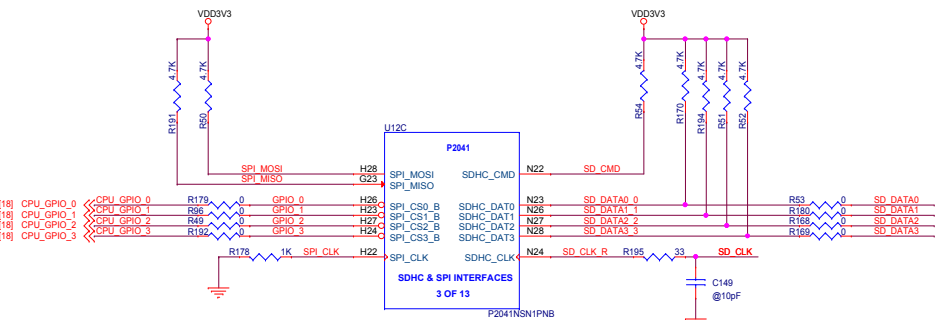 VDD3V3
VDD3V3
4.7K
4.7K
4.7K
4.7K
4.7K
4.7K
4.7K
R191
R50
R54
R170
R194
R51
R52
U12C
P2041
SPI_MOSI H28 SPI_MOSI SDHC_CMD N22 SD_CMD
SPI_MISO G23 SPI_MISO
[18] CPU_GPIO_0 CPU_GPIO_0 R179 0 GPIO_0 H26 SPI_CS0_B SDHC_DAT0 N23 SD_DATA0_0 R53 0 SD_DATA0
[18] CPU_GPIO_1 CPU_GPIO_1 R96 0 GPIO_1 H23 SPI_CS1_B SDHC_DAT1 N26 SD_DATA1_1 R180 0 SD_DATA1
[18] CPU_GPIO_2 CPU_GPIO_2 R49 0 GPIO_2 H27 SPI_CS2_B SDHC_DAT2 N27 SD_DATA2_2 R168 0 SD_DATA2
[18] CPU_GPIO_3 CPU_GPIO_3 R192 0 GPIO_3 H24 SPI_CS3_B SDHC_DAT3 N28 SD_DATA3_3 R169 0 SD_DATA3
R178 1K SPI_CLK H22 SPI_CLK SDHC_CLK N24 SD_CLK_R R195 33 SD_CLK
SDHC & SPI INTERFACES
3 OF 13
C149
@10pF
P2041NSN1PNB